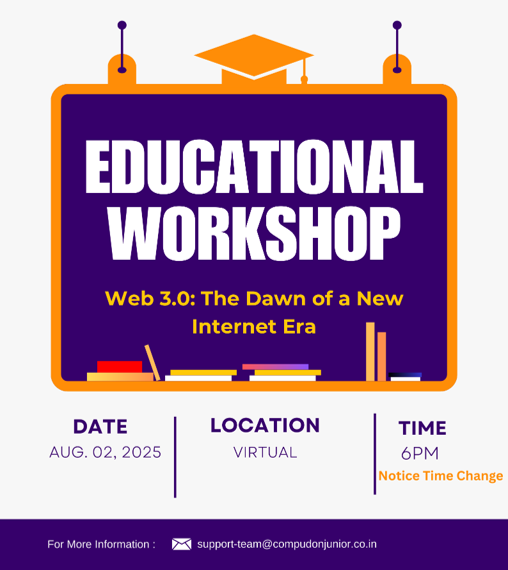 EDUCATIONAL
WORKSHOP
Web 3.0: The Dawn of a New
Internet Era
DATE
AUG. 02, 2025
LOCATION
VIRTUAL
TIME
6PM
Notice Time Change
For More Information : support-team@compudonjunior.co.in